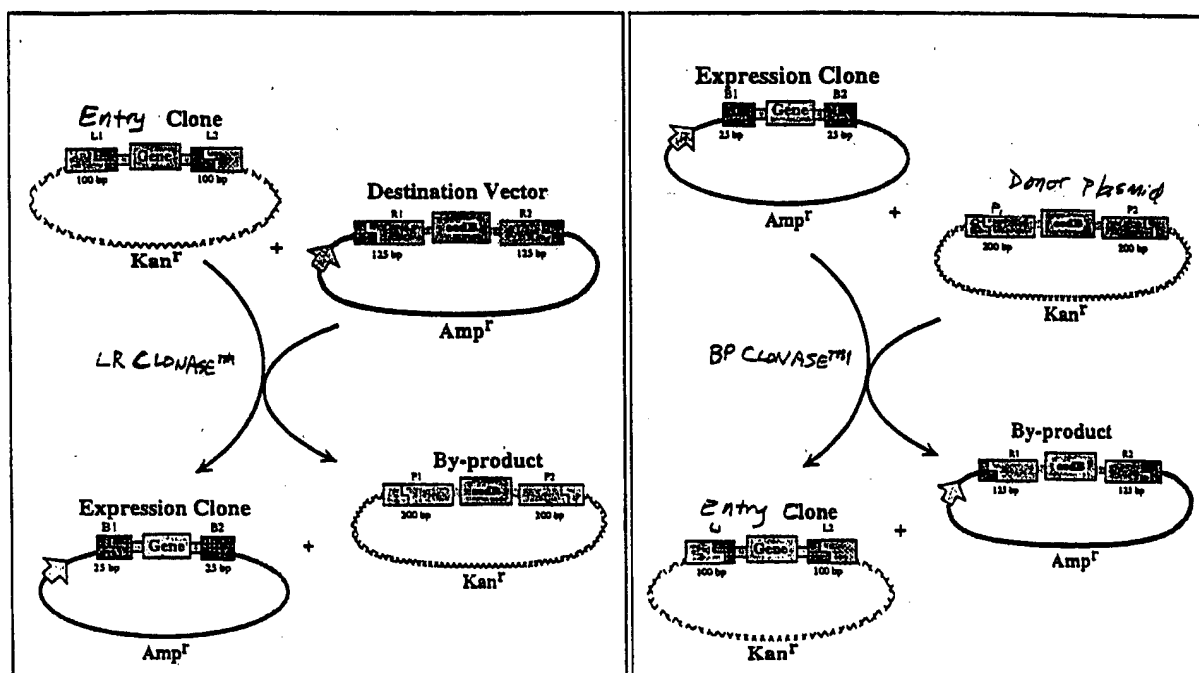 Entry Clone
L1 L2
Gene
100 bp 100 bp
Kanʳ
+
Destination Vector
R1 R2
ccdB
125 bp 125 bp
Ampʳ
LR CLONASE™
Expression Clone
B1 B2
Gene
25 bp 25 bp
Ampʳ
+
By-product
P1 P2
ccdB
200 bp 200 bp
Kanʳ
Expression Clone
B1 B2
Gene
25 bp 25 bp
Ampʳ
+
Donor plasmid
P1 P2
ccdB
200 bp 200 bp
Kanʳ
BP CLONASE™
Entry Clone
L1 L2
Gene
100 bp 100 bp
Kanʳ
+
By-product
R1 R2
ccdB
125 bp 125 bp
Ampʳ